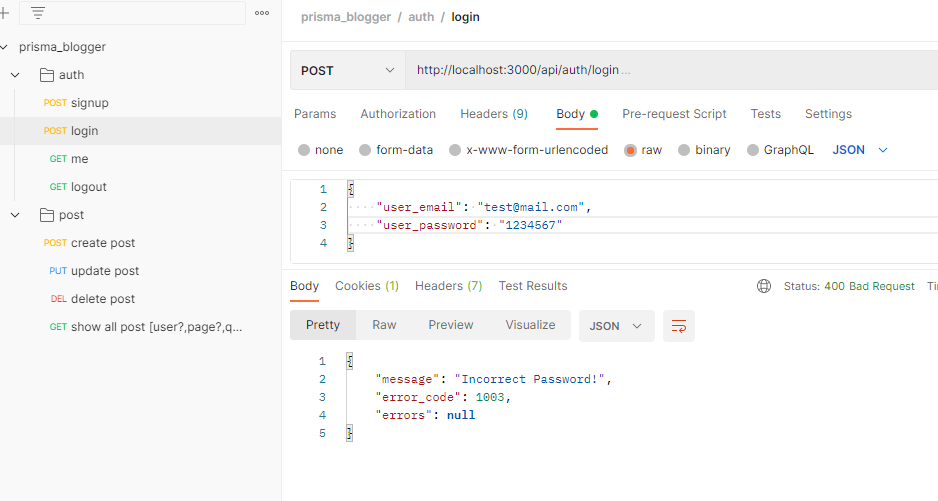 prisma_blogger
auth
POST signup
POST login
GET me
GET logout
post
POST create post
PUT update post
DEL delete post
GET show all post [user?,page?,q...
prisma_blogger / auth / login
POST http://localhost:3000/api/auth/login ...
Params Authorization Headers (9) Body Pre-request Script Tests Settings
none form-data x-www-form-urlencoded raw binary GraphQL JSON
1 {
2 "user_email": "test@mail.com",
3 "user_password": "1234567"
4 }
Body Cookies (1) Headers (7) Test Results Status: 400 Bad Request
Pretty Raw Preview Visualize JSON
1 {
2 "message": "Incorrect Password!",
3 "error_code": 1003,
4 "errors": null
5 }